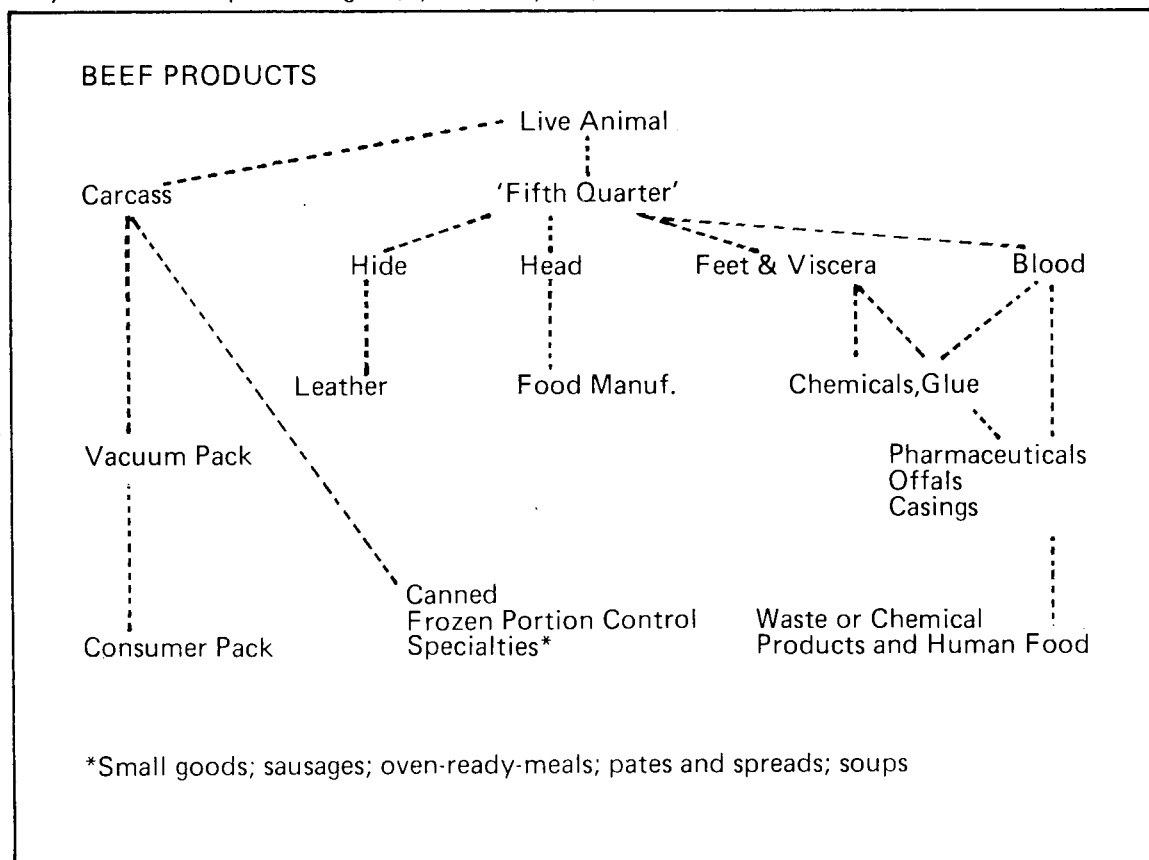 BEEF PRODUCTS
Live Animal
Carcass
'Fifth Quarter'
Hide
Head
Feet & Viscera
Blood
Leather
Food Manuf.
Chemicals,Glue
Vacuum Pack
Pharmaceuticals
Offals
Casings
Canned
Frozen Portion Control
Specialties*
Consumer Pack
Waste or Chemical
Products and Human Food
*Small goods; sausages; oven-ready-meals; pates and spreads; soups